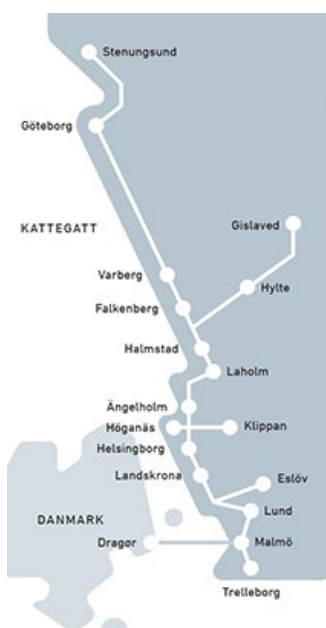 Stenungsund
Göteborg
KATTEGATT
Gislaved
Varberg
Hylte
Falkenberg
Halmstad
Laholm
Ängelholm
Höganäs
Klippan
Helsingborg
Landskrona
Eslöv
Lund
DANMARK
Dragør
Malmö
Trelleborg